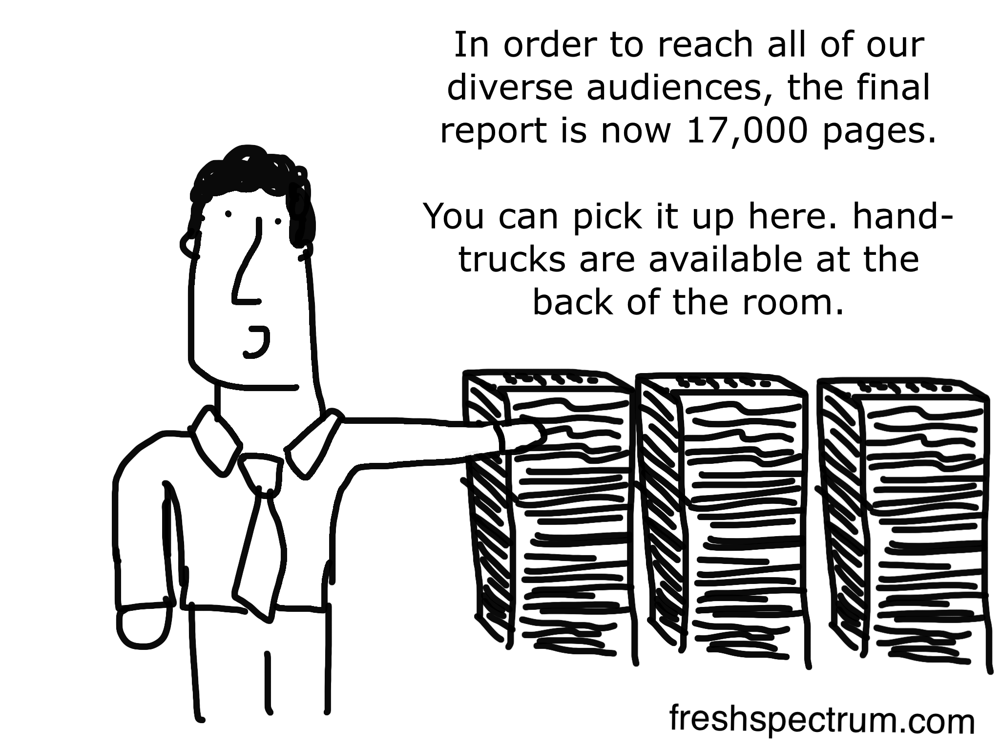 In order to reach all of our
diverse audiences, the final
report is now 17,000 pages.
You can pick it up here. hand-
trucks are available at the
back of the room.
freshspectrum.com